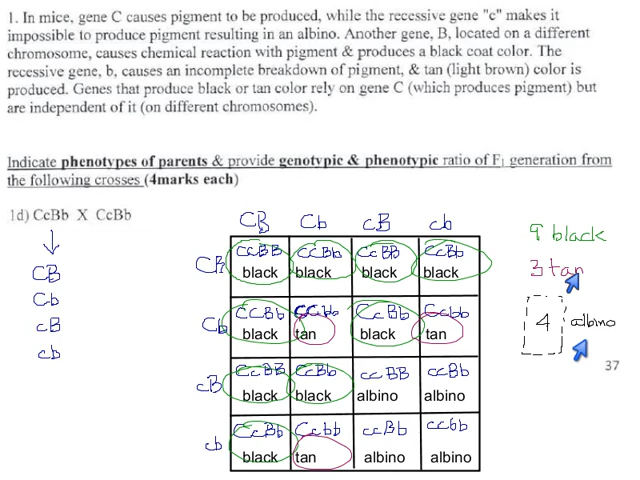 1. In mice, gene C causes pigment to be produced, while the recessive gene "c" makes it
impossible to produce pigment resulting in an albino. Another gene, B, located on a different
chromosome, causes chemical reaction with pigment & produces a black coat color. The
recessive gene, b, causes an incomplete breakdown of pigment, & tan (light brown) color is
produced. Genes that produce black or tan color rely on gene C (which produces pigment) but
are independent of it (on different chromosomes).
Indicate phenotypes of parents & provide genotypic & phenotypic ratio of F1 generation from
the following crosses (4marks each)
1d) CcBb X CcBb
CB
Cb
cB
cb
CB Cb cB cb
CB CCBB CCBb CcBB CcBb
black black black black
Cb CCBb CCbb CcBb Ccbb
black tan black tan
cB CcBB CcBb ccBB ccBb
black black albino albino
cb CcBb Ccbb ccBb ccbb
black tan albino albino
9 black
3 tan
4 albino
37